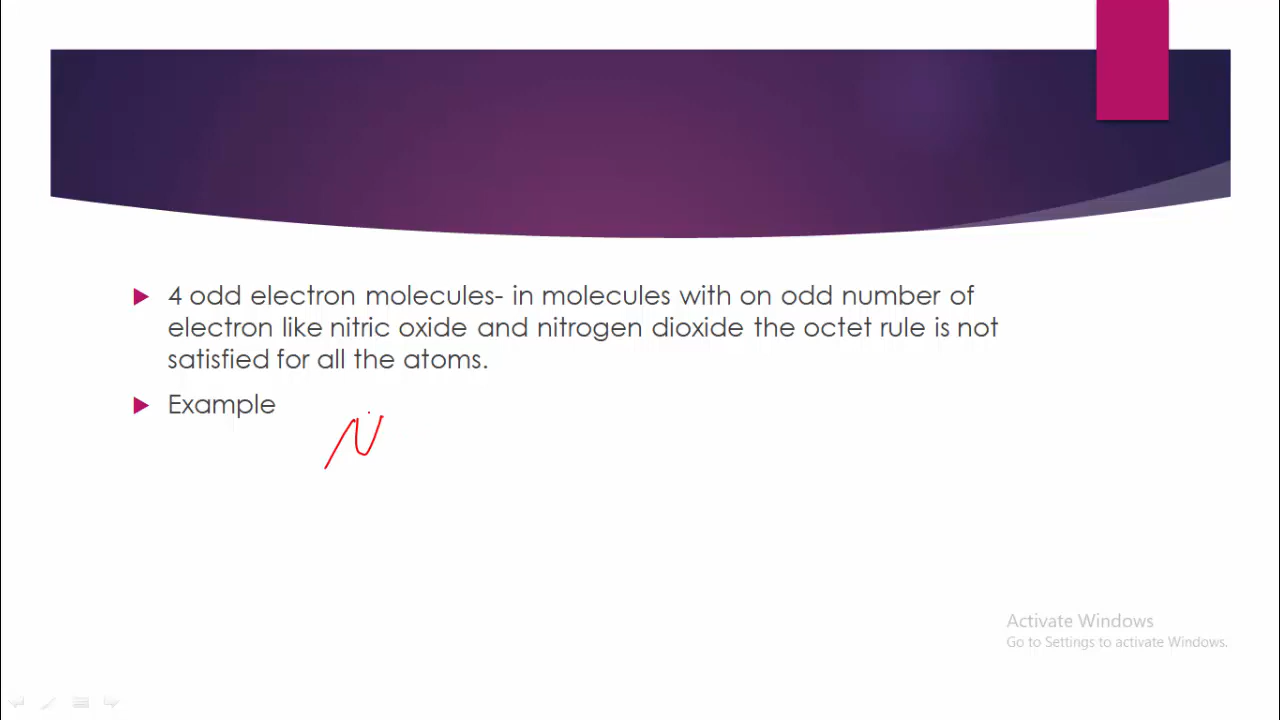 4 odd electron molecules- in molecules with on odd number of
electron like nitric oxide and nitrogen dioxide the octet rule is not
satisfied for all the atoms.
Example
N
Activate Windows
Go to Settings to activate Windows.